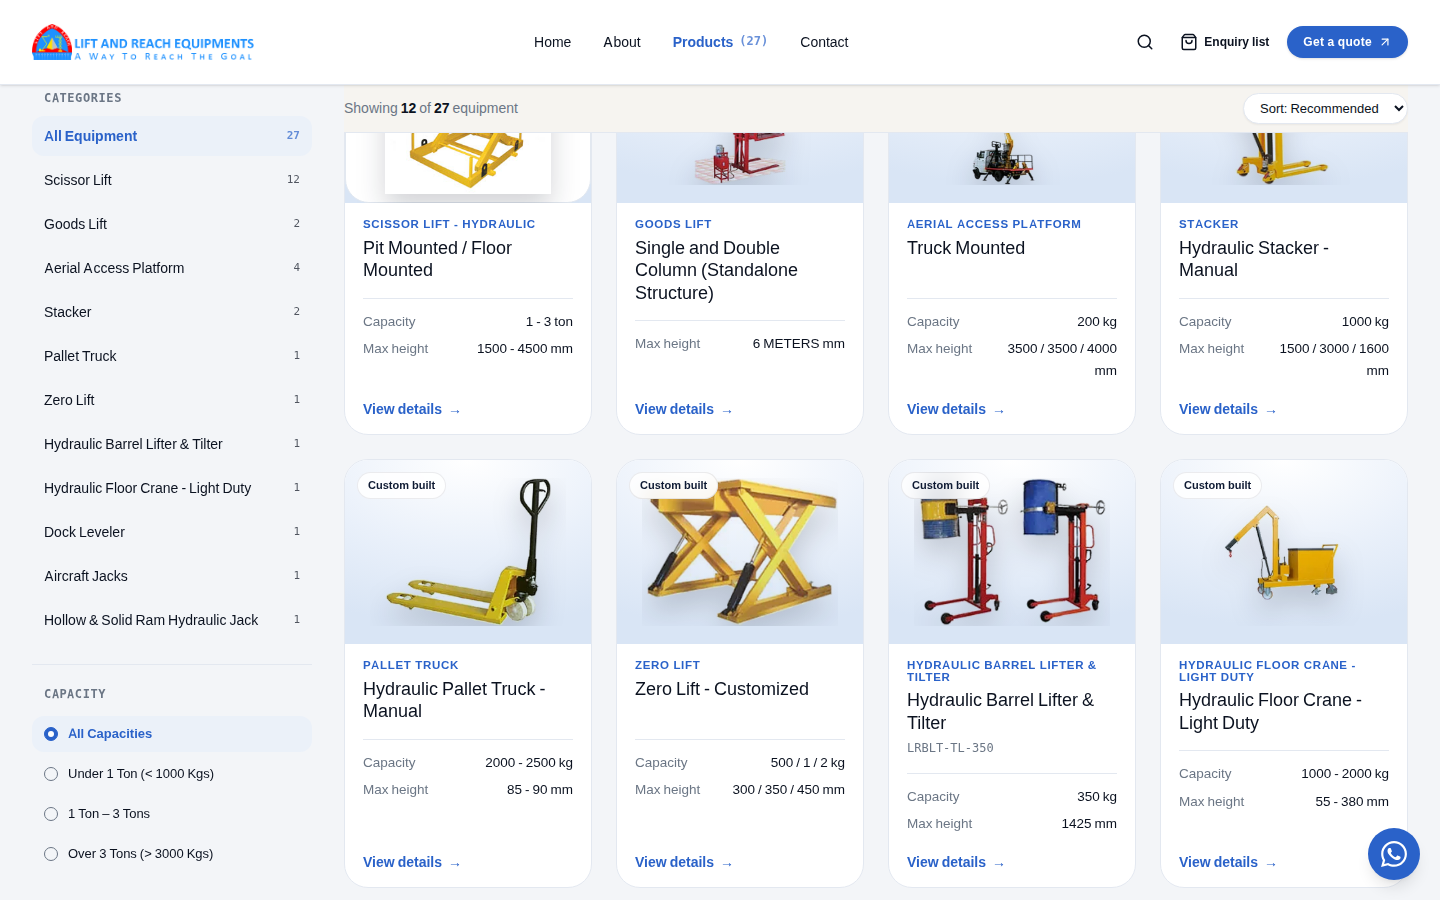 LIFT AND REACH EQUIPMENTS
A WAY TO REACH THE GOAL
Home
About
Products (27)
Contact
Enquiry list
Get a quote
CATEGORIES
All Equipment 27
Scissor Lift 12
Goods Lift 2
Aerial Access Platform 4
Stacker 2
Pallet Truck 1
Zero Lift 1
Hydraulic Barrel Lifter & Tilter 1
Hydraulic Floor Crane - Light Duty 1
Dock Leveler 1
Aircraft Jacks 1
Hollow & Solid Ram Hydraulic Jack 1
CAPACITY
All Capacities
Under 1 Ton (< 1000 Kgs)
1 Ton – 3 Tons
Over 3 Tons (> 3000 Kgs)
Showing 12 of 27 equipment
Sort: Recommended
SCISSOR LIFT - HYDRAULIC
Pit Mounted / Floor
Mounted
Capacity 1 - 3 ton
Max height 1500 - 4500 mm
View details →
GOODS LIFT
Single and Double
Column (Standalone
Structure)
Max height 6 METERS mm
View details →
AERIAL ACCESS PLATFORM
Truck Mounted
Capacity 200 kg
Max height 3500 / 3500 / 4000
mm
View details →
STACKER
Hydraulic Stacker -
Manual
Capacity 1000 kg
Max height 1500 / 3000 / 1600
mm
View details →
Custom built
PALLET TRUCK
Hydraulic Pallet Truck -
Manual
Capacity 2000 - 2500 kg
Max height 85 - 90 mm
View details →
Custom built
ZERO LIFT
Zero Lift - Customized
Capacity 500 / 1 / 2 kg
Max height 300 / 350 / 450 mm
View details →
Custom built
HYDRAULIC BARREL LIFTER &
TILTER
Hydraulic Barrel Lifter &
Tilter
LRBLT-TL-350
Capacity 350 kg
Max height 1425 mm
View details →
Custom built
HYDRAULIC FLOOR CRANE -
LIGHT DUTY
Hydraulic Floor Crane -
Light Duty
Capacity 1000 - 2000 kg
Max height 55 - 380 mm
View details →